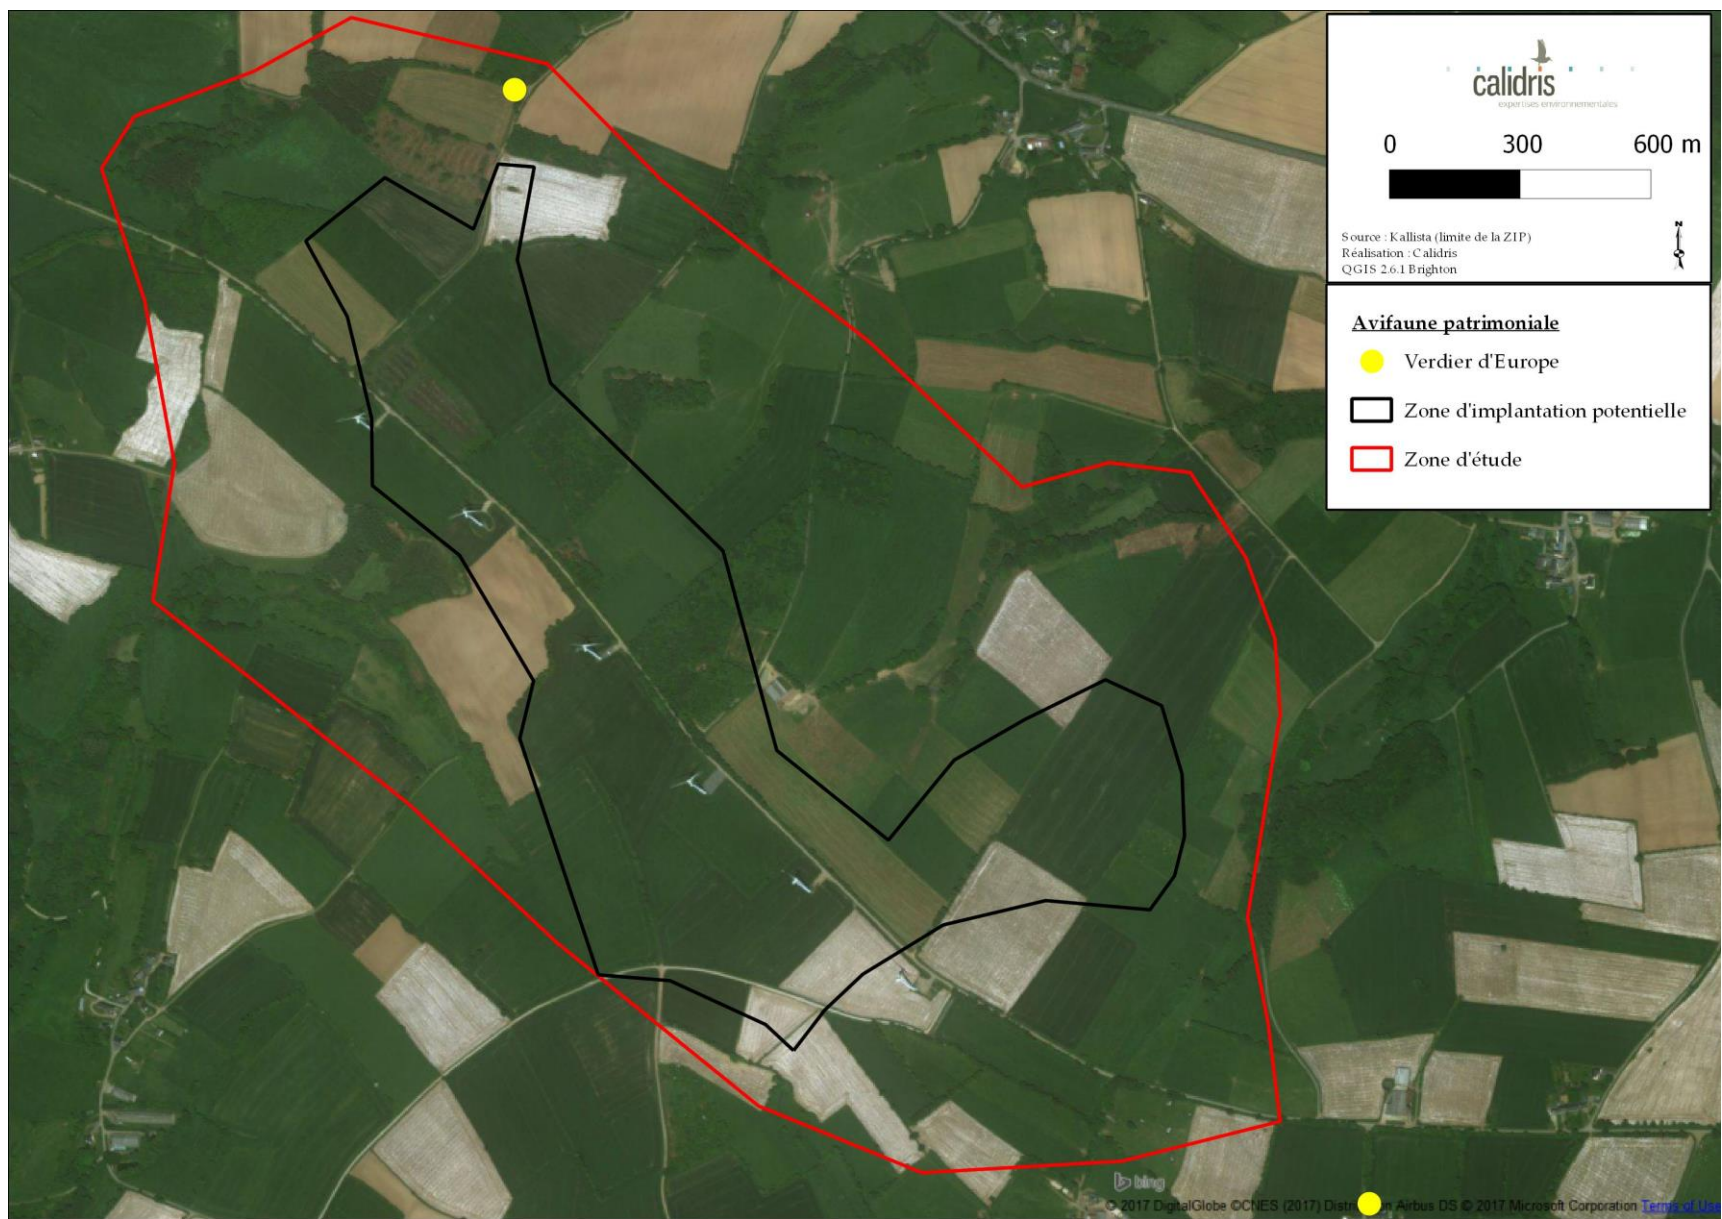 calidris
expertises environnementales
0 300 600 m
Source : Kallista (limite de la ZIP)
Réalisation : Calidris
QGIS 2.6.1 Brighton
N
Avifaune patrimoniale
Verdier d'Europe
Zone d'implantation potentielle
Zone d'étude
bing
© 2017 DigitalGlobe ©CNES (2017) Distri n Airbus DS © 2017 Microsoft Corporation Terms of Use